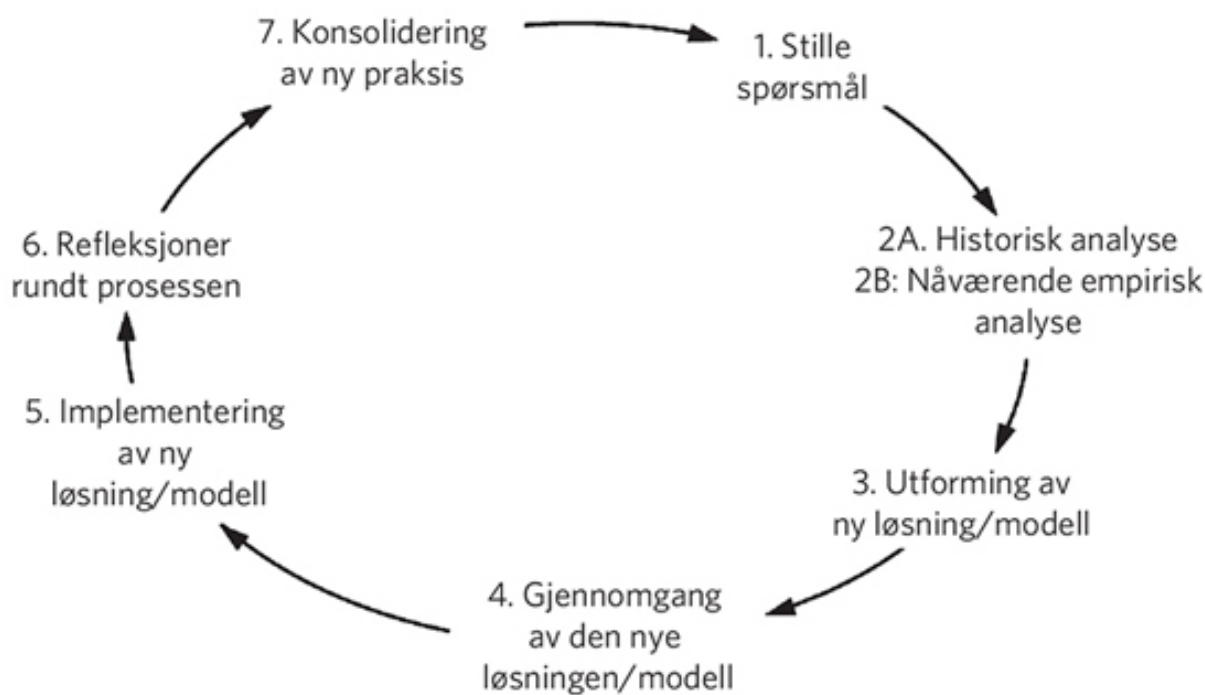 7. Konsolidering
av ny praksis
1. Stille
spørsmål
2A. Historisk analyse
2B: Nåværende empirisk
analyse
3. Utforming av
ny løsning/modell
4. Gjennomgang
av den nye
løsningen/modell
5. Implementering
av ny
løsning/modell
6. Refleksjoner
rundt prosessen